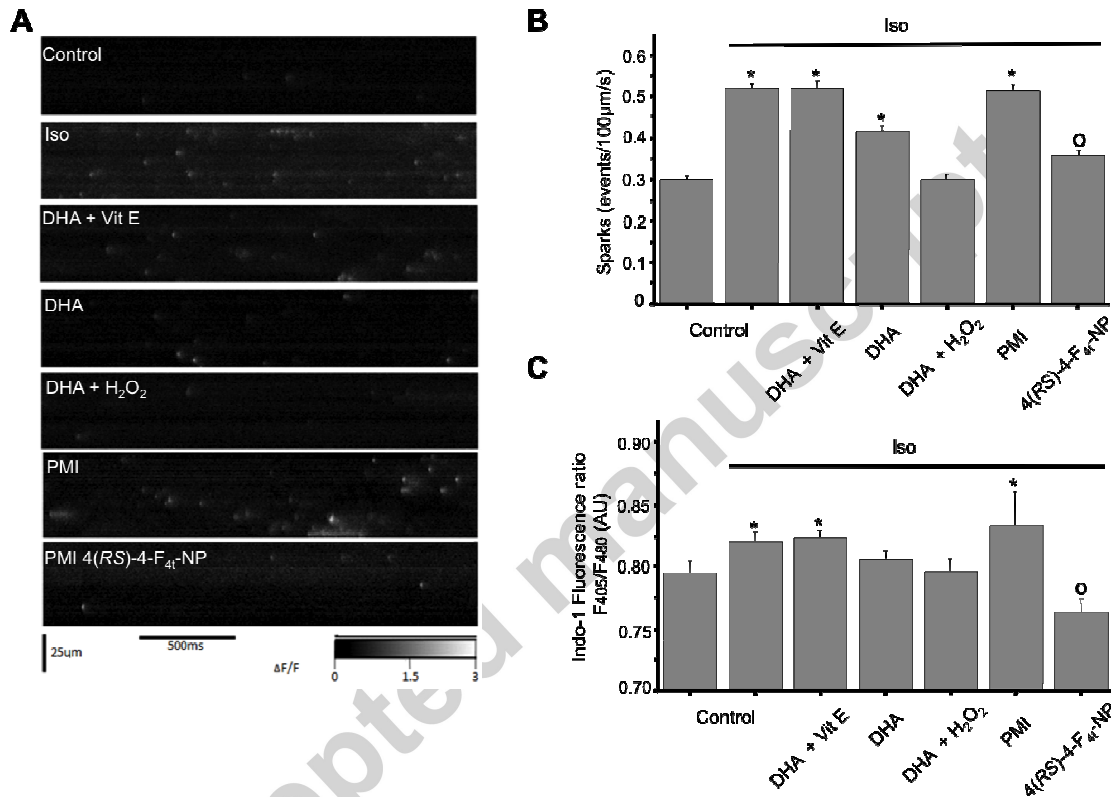 A
Control
Iso
DHA + Vit E
DHA
DHA + H₂O₂
PMI
PMI 4(RS)-4-F₄ₜ-NP
25µm
500ms
ΔF/F
0 1.5 3
B
Iso
Sparks (events/100µm/s)
0.6
0.5
0.4
0.3
0.2
0.1
0
* * * * O
Control
DHA + Vit E
DHA
DHA + H₂O₂
PMI
4(RS)-4-F₄ₜ-NP
C
Iso
Indo-1 Fluorescence ratio
F405/F480 (AU)
0.90
0.85
0.80
0.75
0.70
* * * O
Control
DHA + Vit E
DHA
DHA + H₂O₂
PMI
4(RS)-4-F₄ₜ-NP
pted manuscript